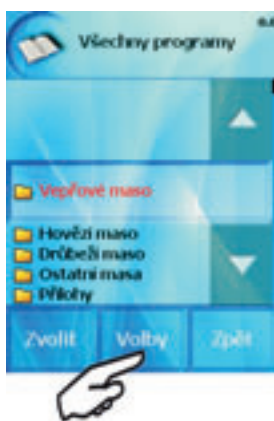 Všechny programy
Vepřové maso
Hovězí maso
Drůbeží maso
Ostatní masa
Přílohy
Zvolit Volby Zpět